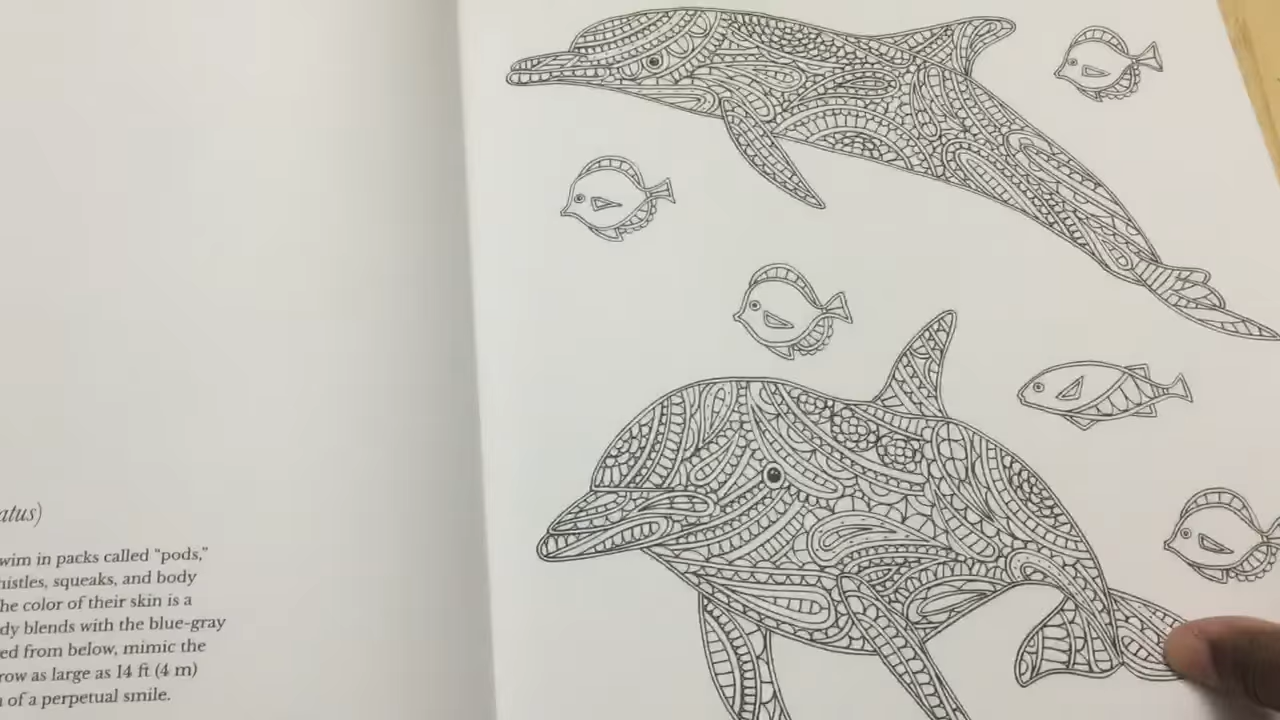 atus)
wim in packs called “pods,”
histles, squeaks, and body
he color of their skin is a
dy blends with the blue-gray
ed from below, mimic the
row as large as 14 ft (4 m)
of a perpetual smile.